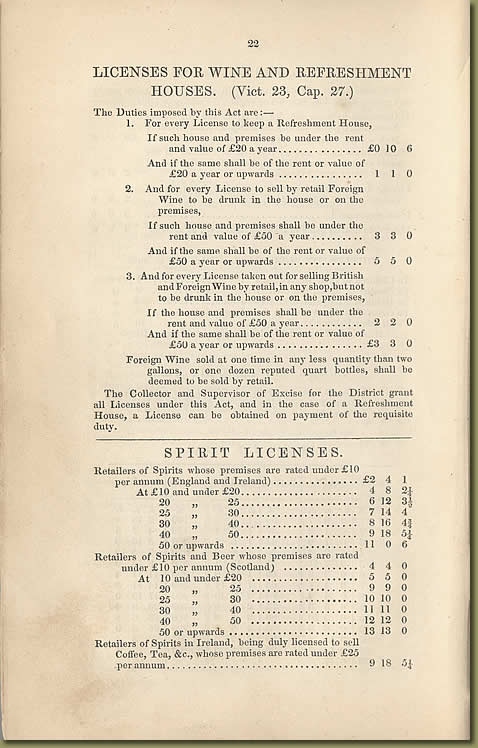 22
LICENSES FOR WINE AND REFRESHMENT
HOUSES. (Vict. 23, Cap. 27.)
The Duties imposed by this Act are:—
1. For every License to keep a Refreshment House,
If such house and premises be under the rent
and value of £20 a year ................ £0 10 6
And if the same shall be of the rent or value of
£20 a year or upwards ................ 1 1 0
2. And for every License to sell by retail Foreign
Wine to be drunk in the house or on the
premises,
If such house and premises shall be under the
rent and value of £50 a year.......... 3 3 0
And if the same shall be of the rent or value of
£50 a year or upwards ................ 5 5 0
3. And for every License taken out for selling British
and Foreign Wine by retail, in any shop, but not
to be drunk in the house or on the premises,
If the house and premises shall be under the
rent and value of £50 a year............ 2 2 0
And if the same shall be of the rent or value of
£50 a year or upwards ................ £3 3 0
Foreign Wine sold at one time in any less quantity than two
gallons, or one dozen reputed quart bottles, shall be
deemed to be sold by retail.
The Collector and Supervisor of Excise for the District grant
all Licenses under this Act, and in the case of a Refreshment
House, a License can be obtained on payment of the requisite
duty.
SPIRIT LICENSES.
Retailers of Spirits whose premises are rated under £10
per annum (England and Ireland)............... £2 4 1
At £10 and under £20...................... 4 8 2¼
20 „ 25...................... 6 12 3½
25 „ 30...................... 7 14 4
30 „ 40...................... 8 16 4¾
40 „ 50...................... 9 18 5¼
50 or upwards ........................ 11 0 6
Retailers of Spirits and Beer whose premises are rated
under £10 per annum (Scotland) .............. 4 4 0
At 10 and under £20 .................... 5 5 0
20 „ 25 .................... 9 9 0
25 „ 30 .................... 10 10 0
30 „ 40 .................... 11 11 0
40 „ 50 .................... 12 12 0
50 or upwards ........................ 13 13 0
Retailers of Spirits in Ireland, being duly licensed to sell
Coffee, Tea, &c., whose premises are rated under £25
per annum.................................... 9 18 5¼